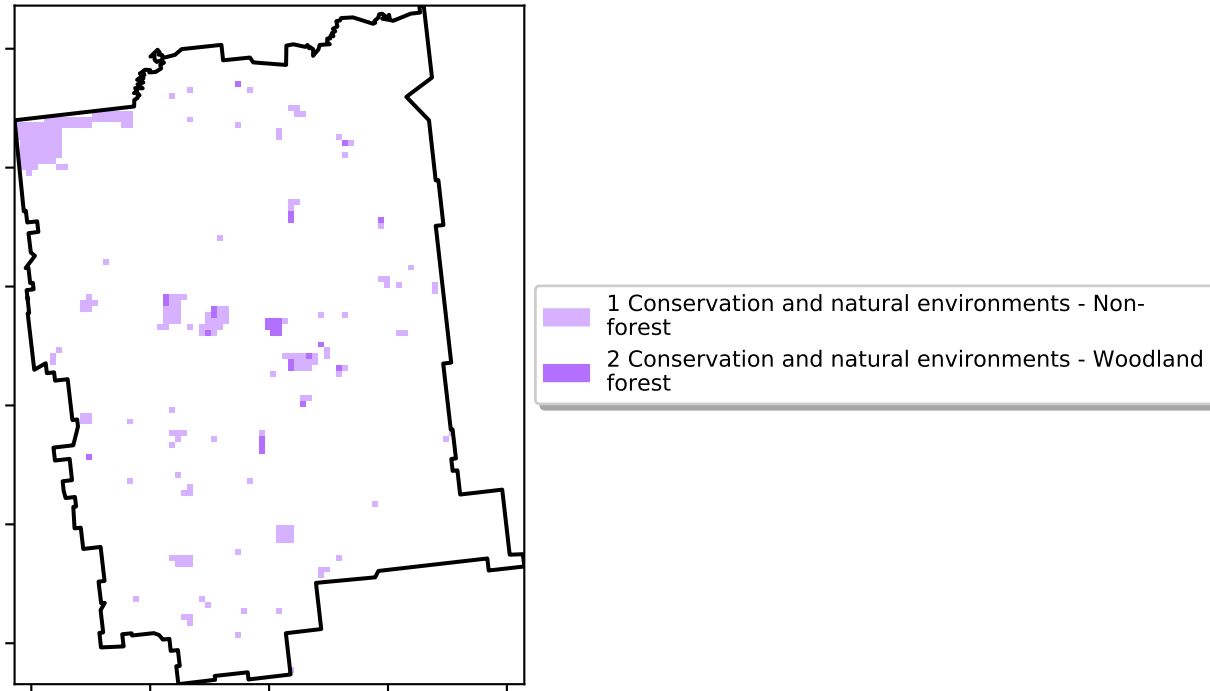 1 Conservation and natural environments - Non-
forest
2 Conservation and natural environments - Woodland
forest